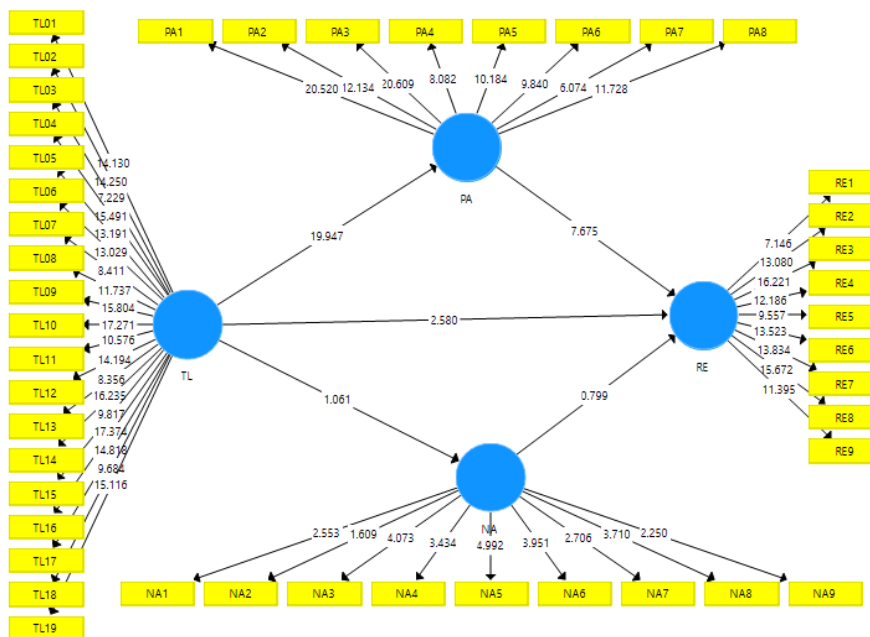 TL01
TL02
TL03
TL04
TL05
TL06
TL07
TL08
TL09
TL10
TL11
TL12
TL13
TL14
TL15
TL16
TL17
TL18
TL19
14.130
14.250
7.229
15.491
13.191
13.029
8.411
11.737
15.804
17.271
10.576
14.194
8.356
16.235
9.817
17.374
14.818
9.684
15.116
TL
PA1 PA2 PA3 PA4 PA5 PA6 PA7 PA8
20.520 12.134 20.609 8.082 10.184 9.840 6.074 11.728
PA
19.947
7.675
2.580
1.061
0.799
RE
7.146
13.080
16.221
12.186
9.557
13.523
13.834
15.672
11.395
RE1
RE2
RE3
RE4
RE5
RE6
RE7
RE8
RE9
NA
2.553 1.609 4.073 3.434 4.992 3.951 2.706 3.710 2.250
NA1 NA2 NA3 NA4 NA5 NA6 NA7 NA8 NA9